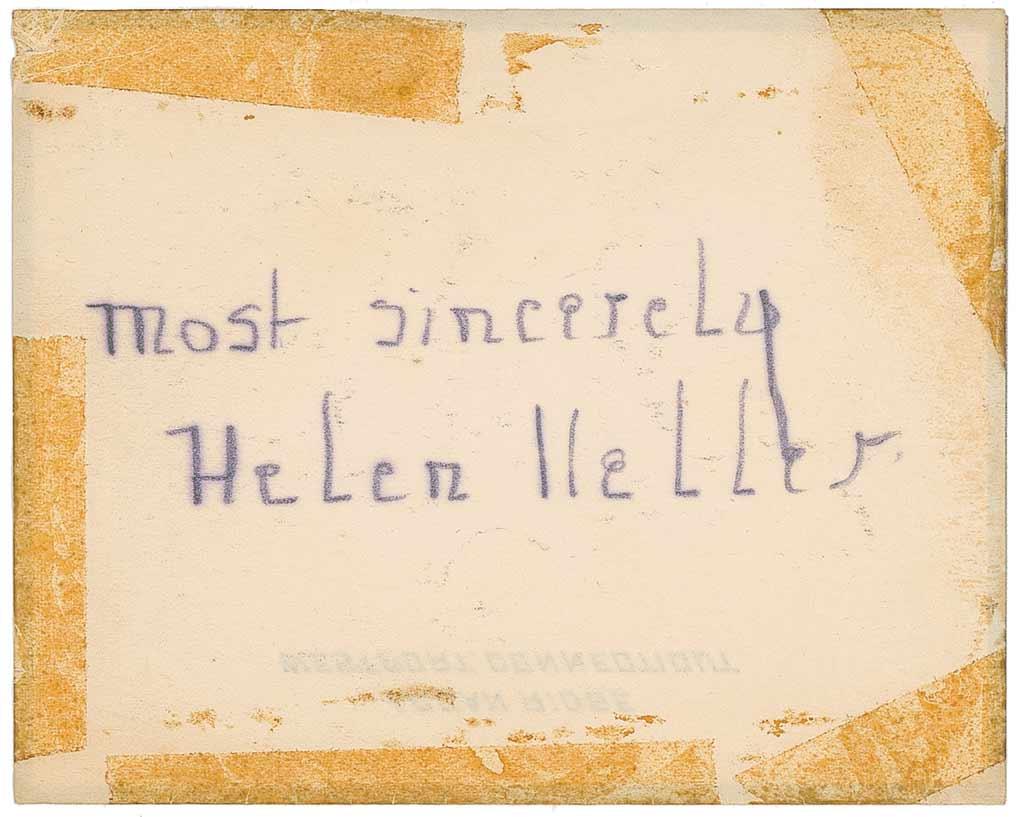 most sincerely
Helen Keller